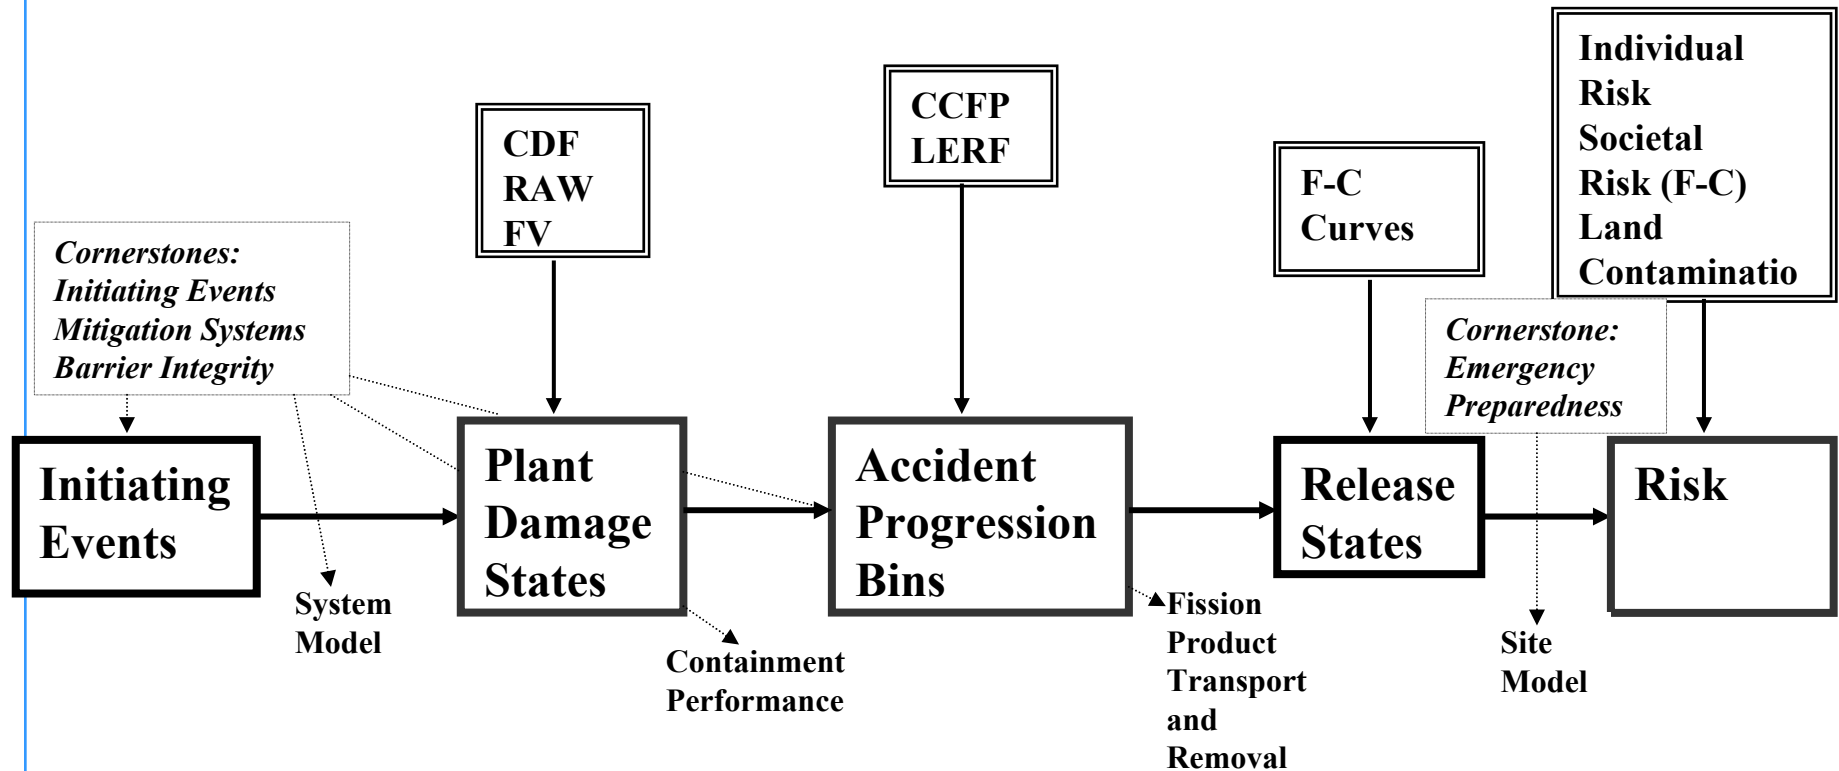 Individual
Risk
Societal
Risk (F-C)
Land
Contaminatio
CCFP
LERF
CDF
RAW
FV
F-C
Curves
Cornerstones:
Initiating Events
Mitigation Systems
Barrier Integrity
Cornerstone:
Emergency
Preparedness
Initiating
Events
Plant
Damage
States
Accident
Progression
Bins
Release
States
Risk
System
Model
Containment
Performance
Fission
Product
Transport
and
Removal
Site
Model